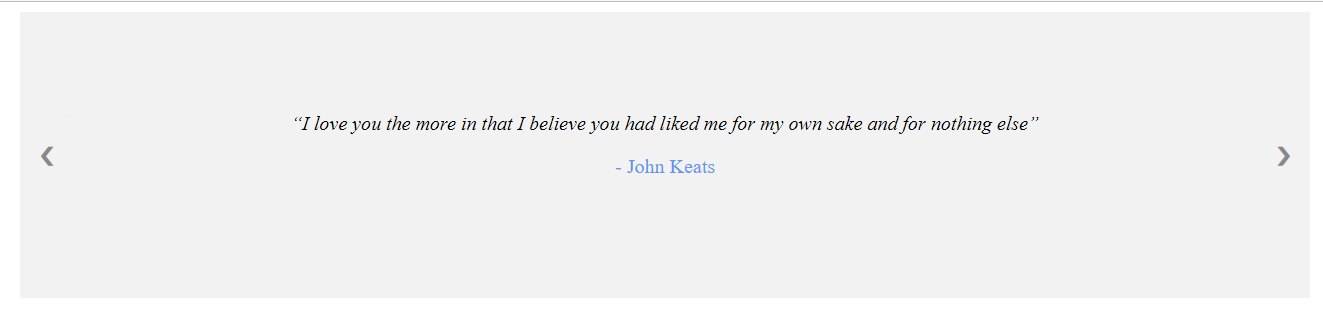 “I love you the more in that I believe you had liked me for my own sake and for nothing else”
- John Keats